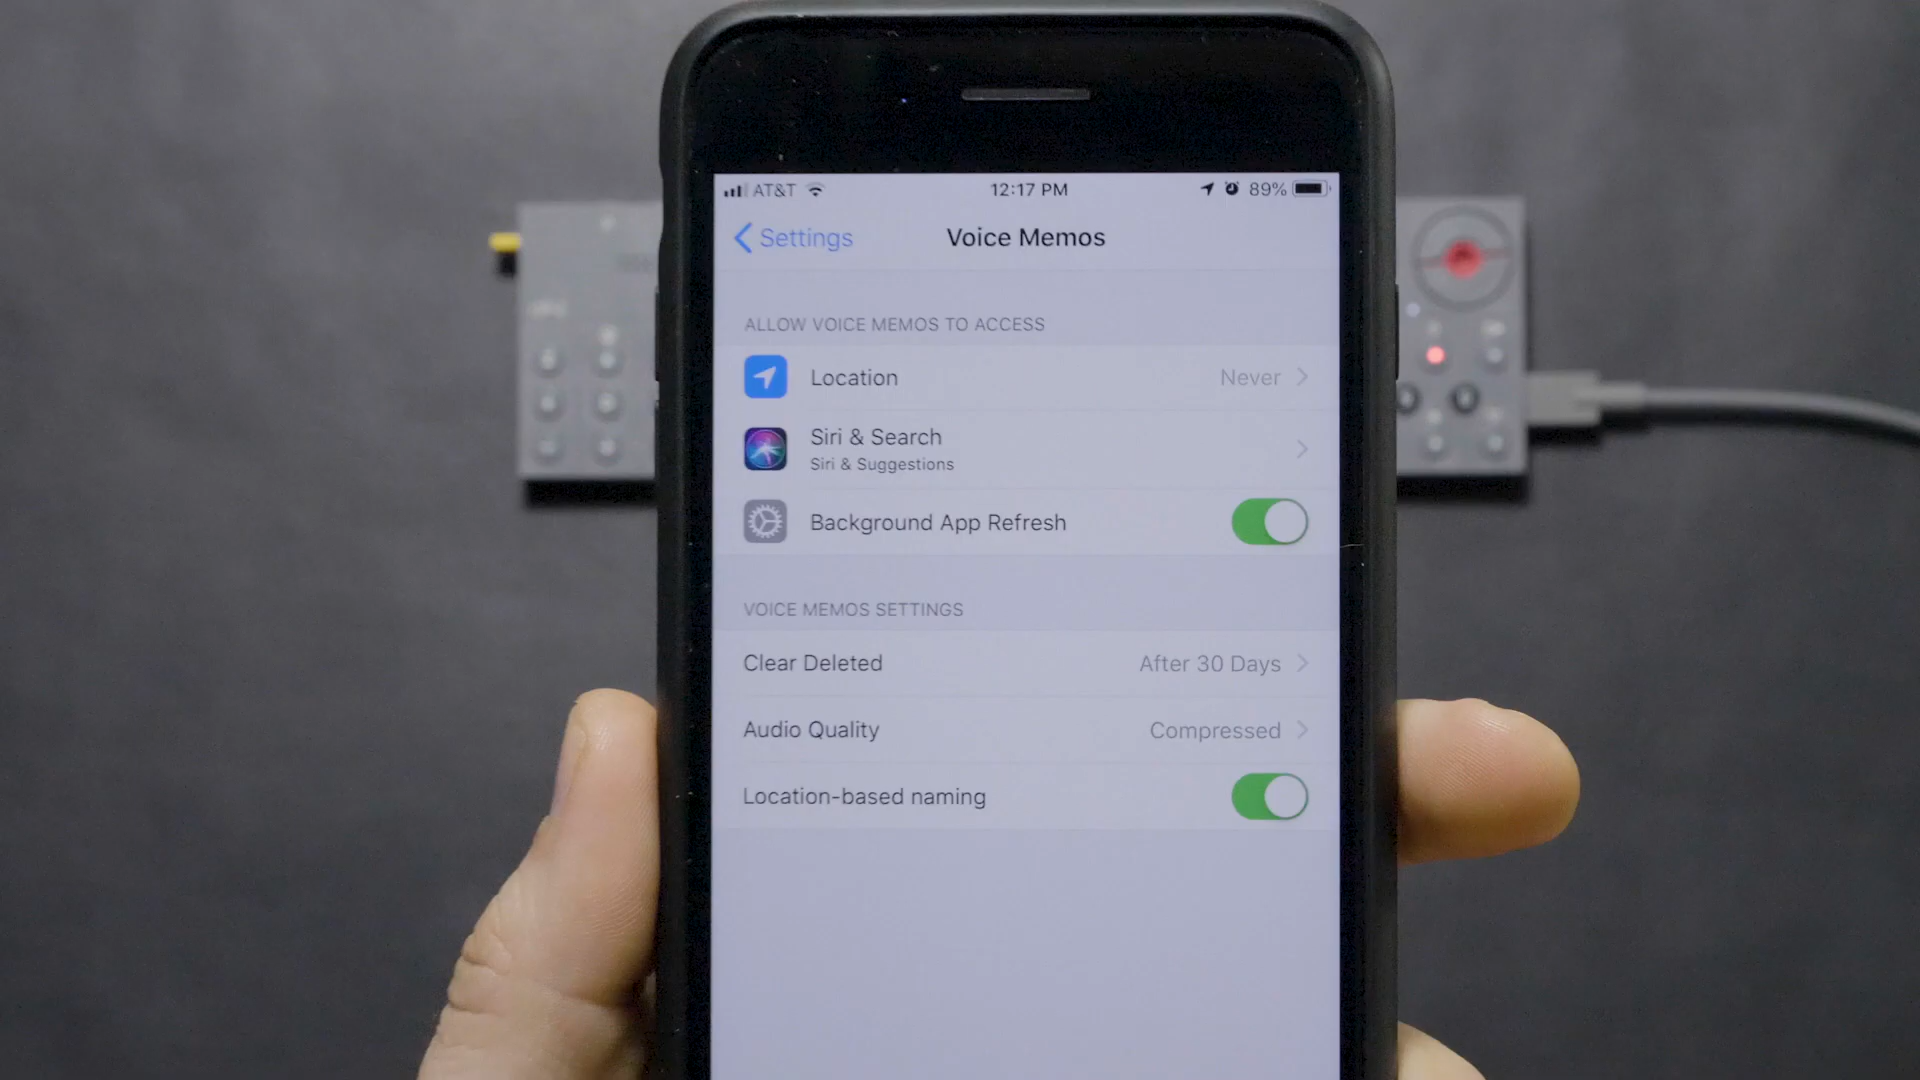 AT&T 12:17 PM 89%
Settings Voice Memos
ALLOW VOICE MEMOS TO ACCESS
Location Never
Siri & Search
Siri & Suggestions
Background App Refresh
VOICE MEMOS SETTINGS
Clear Deleted After 30 Days
Audio Quality Compressed
Location-based naming